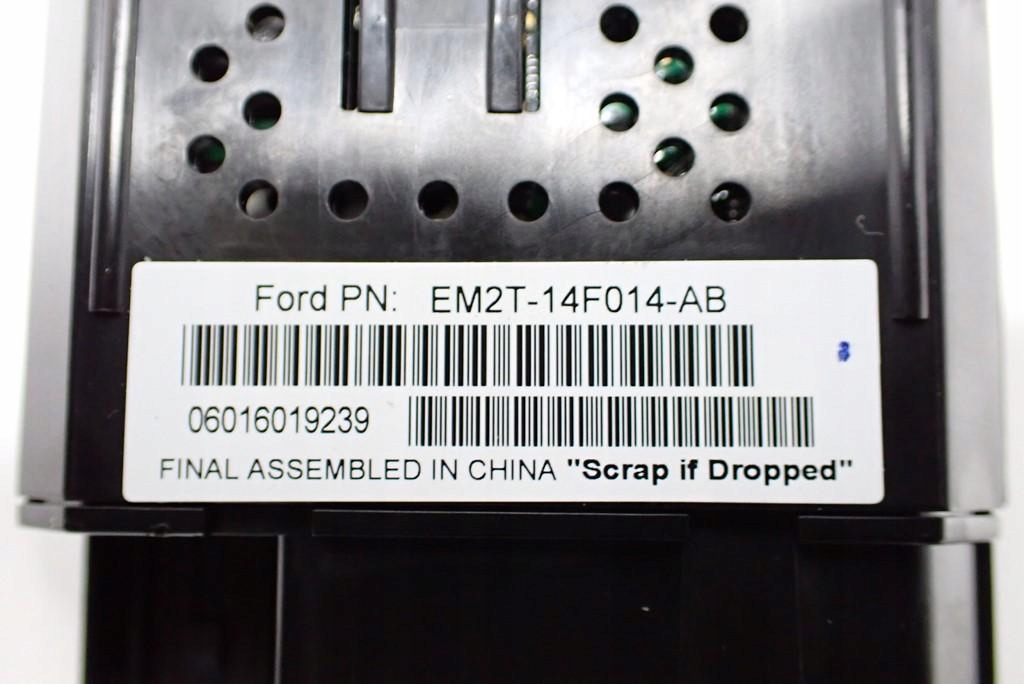 Ford PN: EM2T-14F014-AB
06016019239
FINAL ASSEMBLED IN CHINA "Scrap if Dropped"